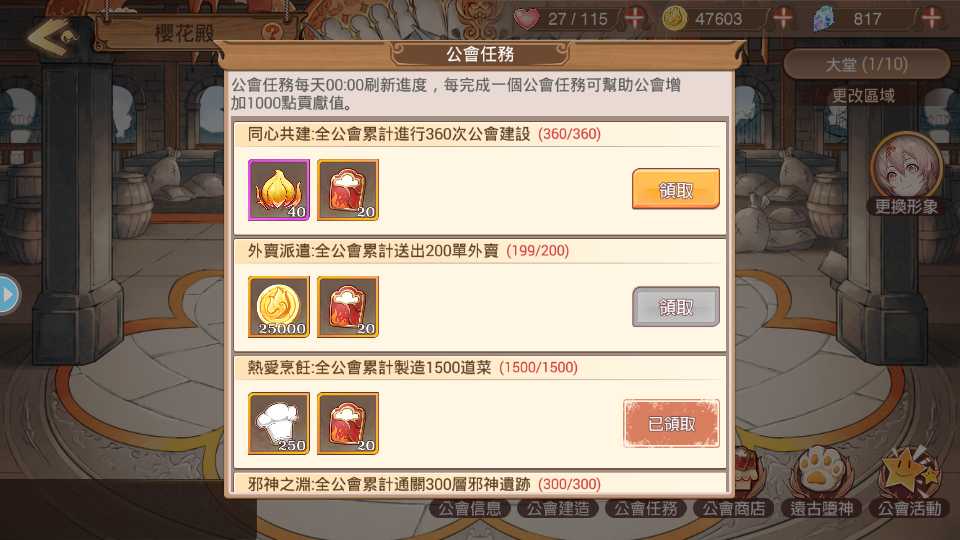 櫻花殿
?
27 / 115
47603
817
公會任務
大堂 (1/10)
更改區域
公會任務每天00:00刷新進度，每完成一個公會任務可幫助公會增
加1000點貢獻值。
同心共建:全公會累計進行360次公會建設 (360/360)
40
20
領取
更換形象
外賣派遣:全公會累計送出200單外賣 (199/200)
25000
20
領取
熱愛烹飪:全公會累計製造1500道菜 (1500/1500)
250
20
已領取
邪神之淵:全公會累計通關300層邪神遺跡 (300/300)
公會信息
公會建造
公會任務
公會商店
遠古墮神
公會活動